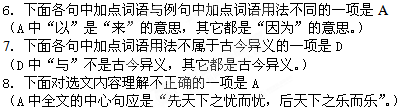 6. 下面各句中加点词语与例句中加点词语用法不同的一项是 A
（A 中“以”是“来”的意思，其它都是“因为”的意思。）
7. 下面各句中加点词语用法不属于古今异义的一项是 D
（D 中“与”不是古今异义，其它都是古今异义。）
8. 下面对选文内容理解不正确的一项是 A
（A 中全文的中心句应是“先天下之忧而忧，后天下之乐而乐”。）